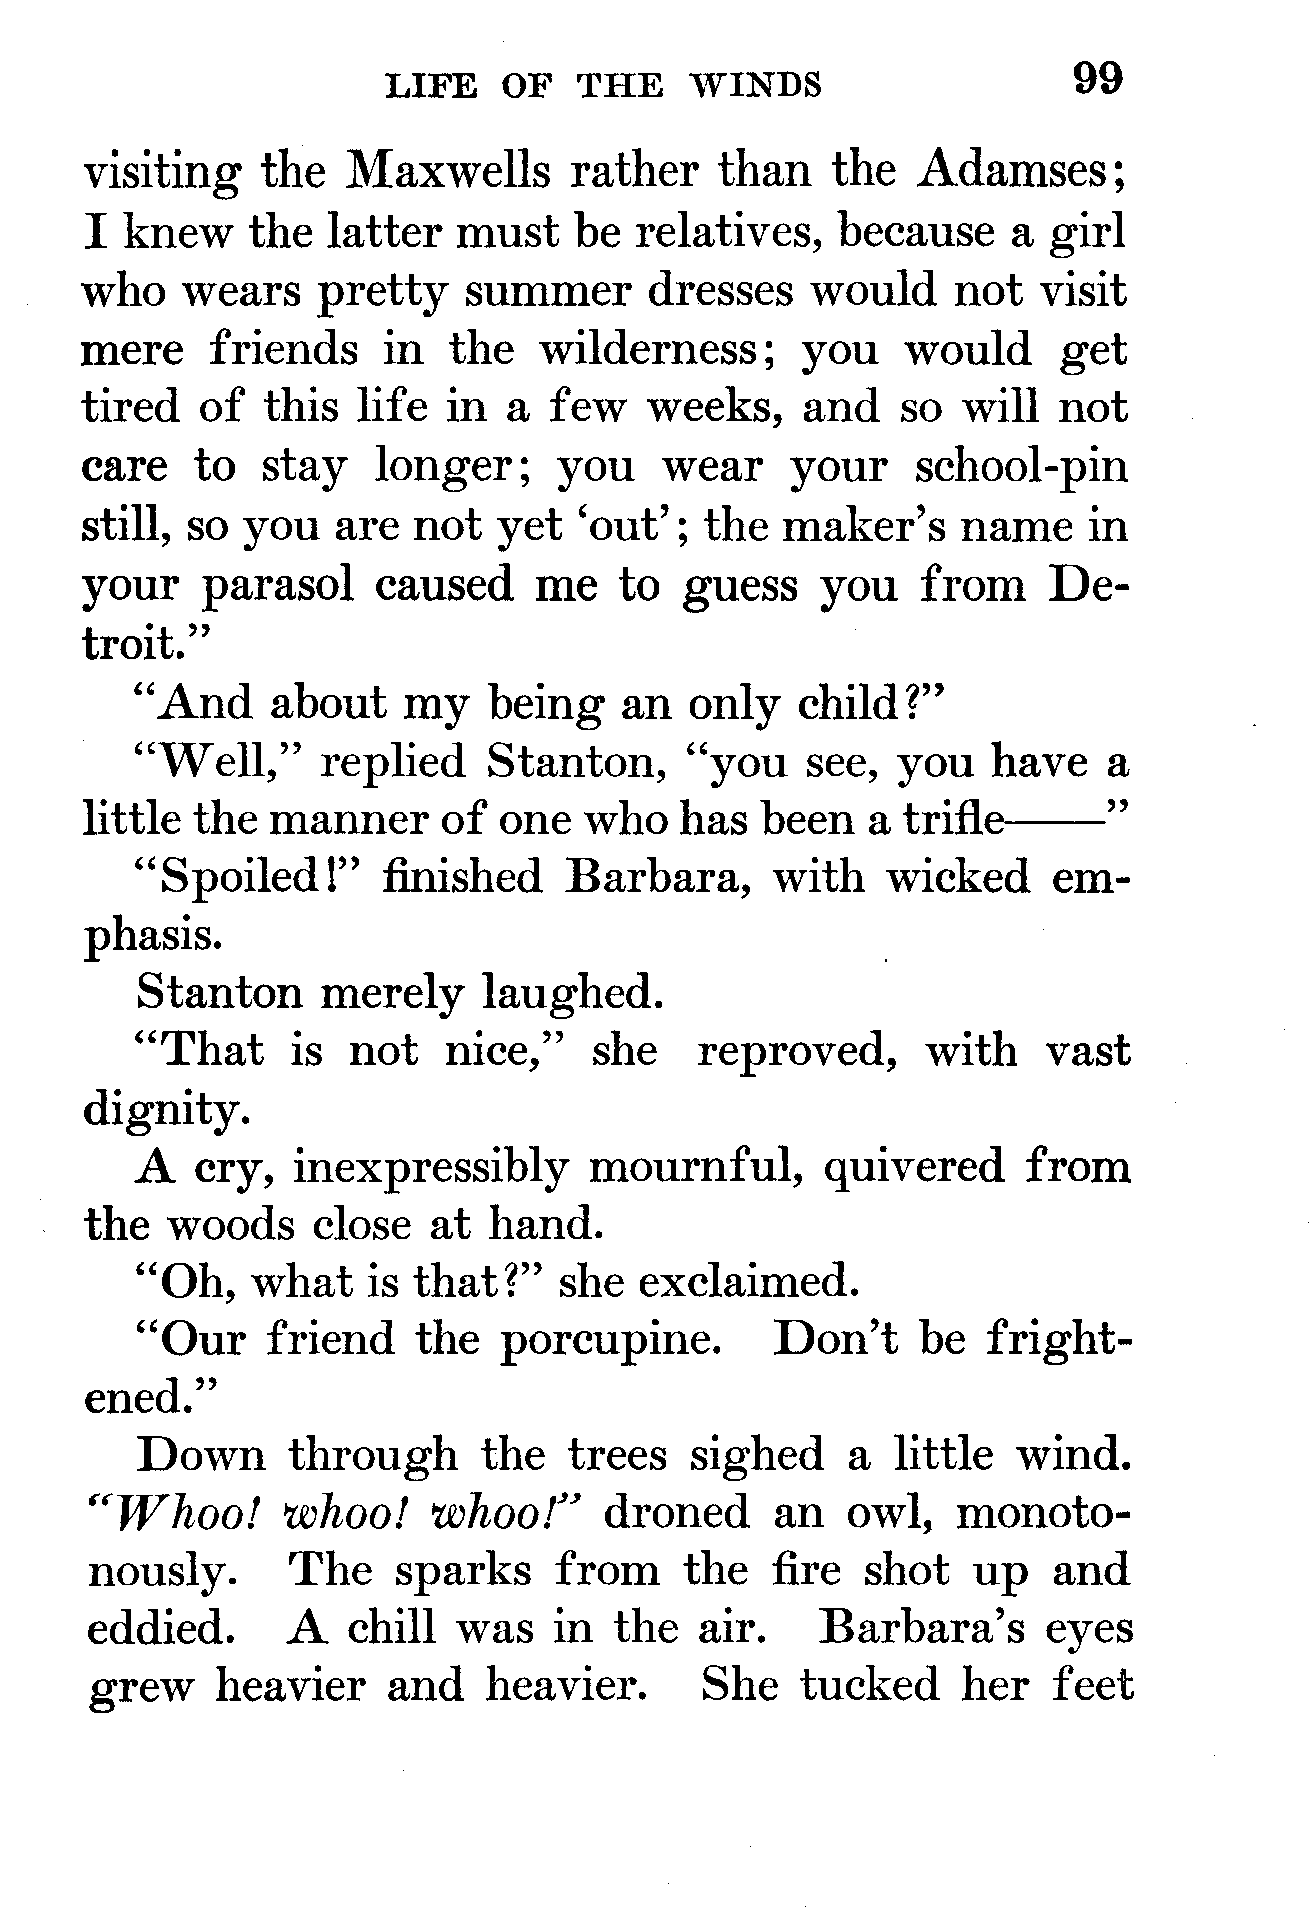 LIFE OF THE WINDS 99
visiting the Maxwells rather than the Adamses;
I knew the latter must be relatives, because a girl
who wears pretty summer dresses would not visit
mere friends in the wilderness; you would get
tired of this life in a few weeks, and so will not
care to stay longer; you wear your school-pin
still, so you are not yet ‘out’; the maker’s name in
your parasol caused me to guess you from De-
troit.”
“And about my being an only child?”
“Well,” replied Stanton, “you see, you have a
little the manner of one who has been a trifle——”
“Spoiled!” finished Barbara, with wicked em-
phasis.
Stanton merely laughed.
“That is not nice,” she reproved, with vast
dignity.
A cry, inexpressibly mournful, quivered from
the woods close at hand.
“Oh, what is that?” she exclaimed.
“Our friend the porcupine. Don’t be fright-
ened.”
Down through the trees sighed a little wind.
“Whoo! whoo! whoo!” droned an owl, monoto-
nously. The sparks from the fire shot up and
eddied. A chill was in the air. Barbara’s eyes
grew heavier and heavier. She tucked her feet